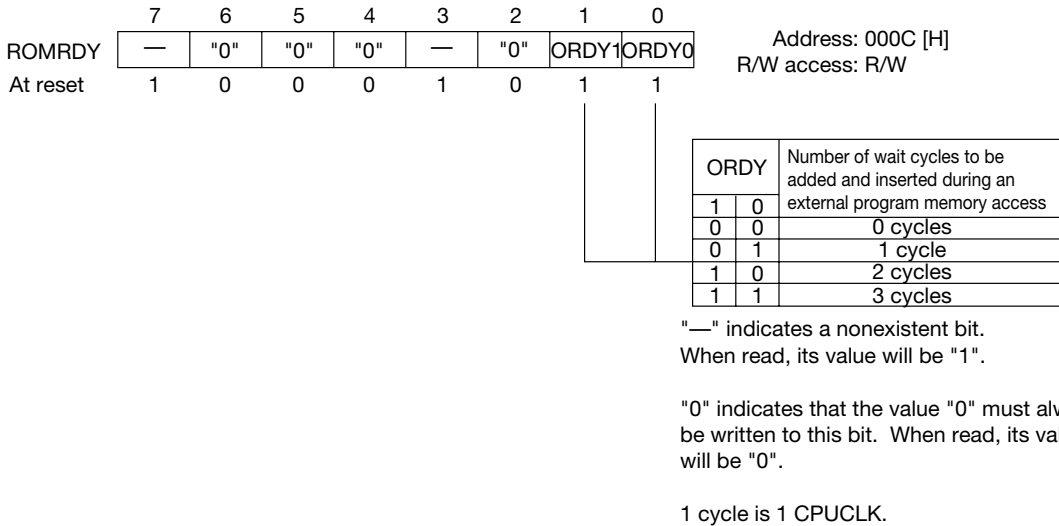 7 6 5 4 3 2 1 0
ROMRDY — "0" "0" "0" — "0" ORDY1 ORDY0
At reset 1 0 0 0 1 0 1 1
Address: 000C [H]
R/W access: R/W
ORDY Number of wait cycles to be
added and inserted during an
1 0 external program memory access
0 0 0 cycles
0 1 1 cycle
1 0 2 cycles
1 1 3 cycles
"—" indicates a nonexistent bit.
When read, its value will be "1".
"0" indicates that the value "0" must
be written to this bit. When read, its
will be "0".
1 cycle is 1 CPUCLK.